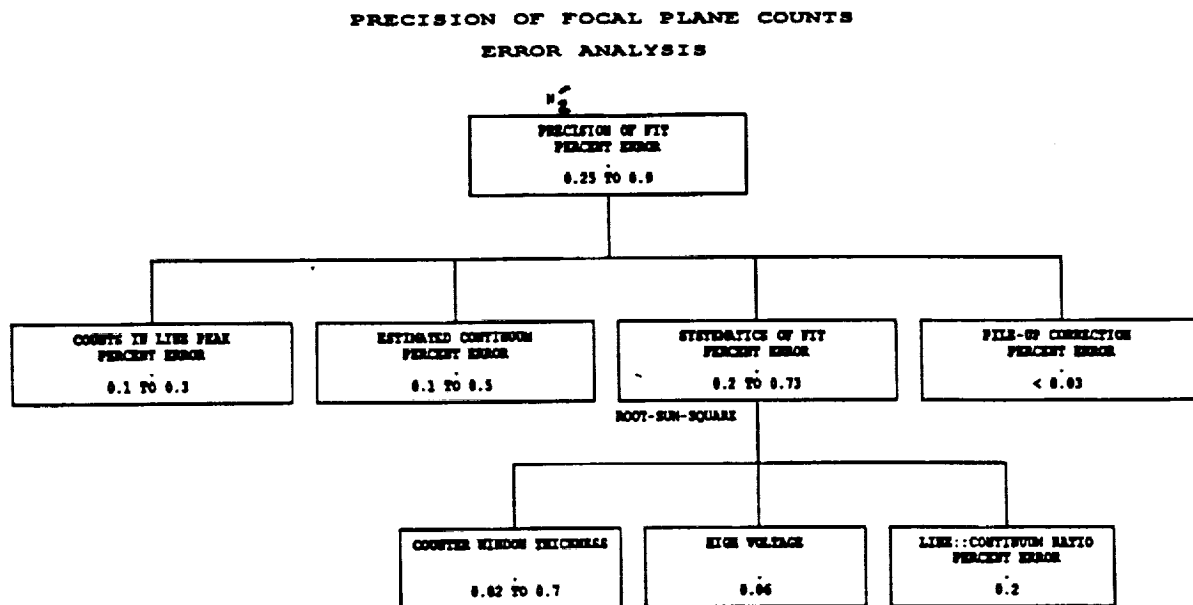 PRECISION OF FOCAL PLANE COUNTS
ERROR ANALYSIS
PRECISION OF FIT
PERCENT ERROR
0.25 TO 0.9
COUNTS IN LINE PEAK
PERCENT ERROR
0.1 TO 0.3
ESTIMATED CONTINUUM
PERCENT ERROR
0.1 TO 0.5
SYSTEMATICS OF FIT
PERCENT ERROR
0.2 TO 0.73
PILE-UP CORRECTION
PERCENT ERROR
< 0.03
ROOT-SUM-SQUARE
COUNTER WINDOW THICKNESS
0.02 TO 0.7
HIGH VOLTAGE
0.06
LINE::CONTINUUM RATIO
PERCENT ERROR
0.2